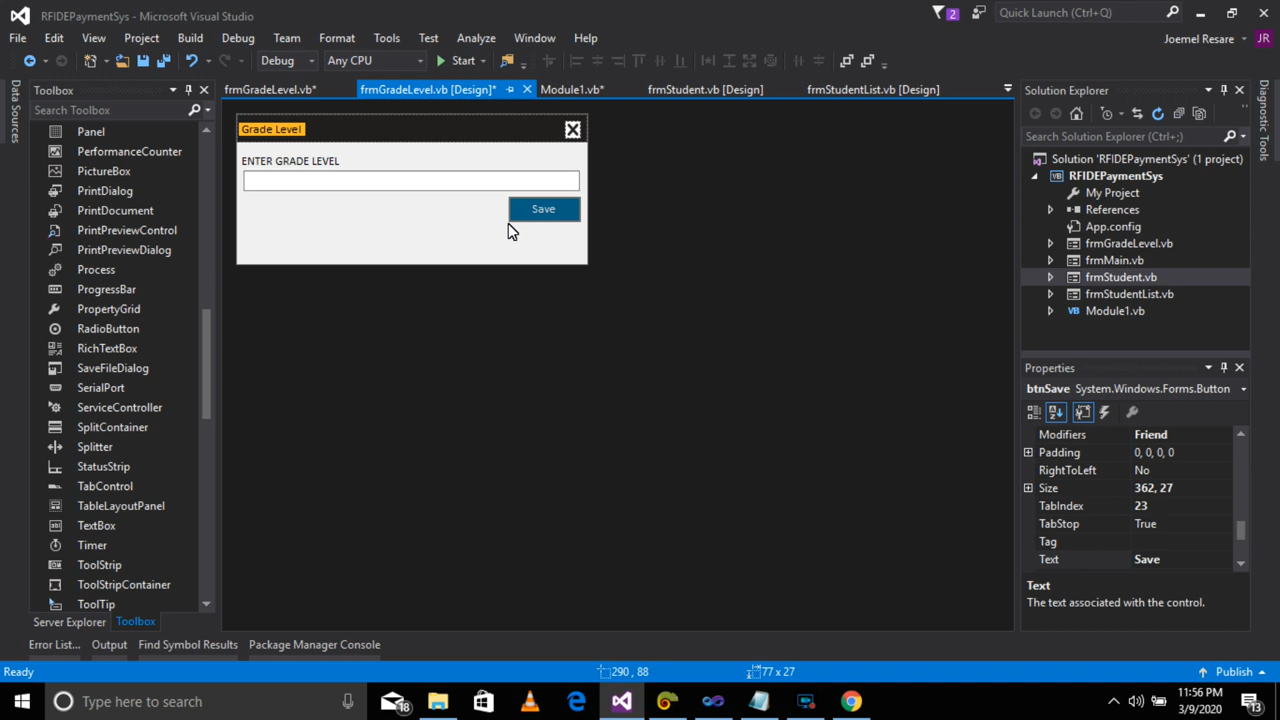 RFIDEPaymentSys - Microsoft Visual Studio
2
Quick Launch (Ctrl+Q)
File Edit View Project Build Debug Team Format Tools Test Analyze Window Help
Joemel Resare JR
Debug Any CPU Start
Data Sources
Toolbox
Search Toolbox
Panel
PerformanceCounter
PictureBox
PrintDialog
PrintDocument
PrintPreviewControl
PrintPreviewDialog
Process
ProgressBar
PropertyGrid
RadioButton
RichTextBox
SaveFileDialog
SerialPort
ServiceController
SplitContainer
Splitter
StatusStrip
TabControl
TableLayoutPanel
TextBox
Timer
ToolStrip
ToolStripContainer
ToolTip
Server Explorer Toolbox
frmGradeLevel.vb* frmGradeLevel.vb [Design]* Module1.vb* frmStudent.vb [Design] frmStudentList.vb [Design]
Grade Level
ENTER GRADE LEVEL
Save
Solution Explorer
Search Solution Explorer (Ctrl+;)
Solution 'RFIDEPaymentSys' (1 project)
RFIDEPaymentSys
My Project
References
App.config
frmGradeLevel.vb
frmMain.vb
frmStudent.vb
frmStudentList.vb
Module1.vb
Diagnostic Tools
Properties
btnSave System.Windows.Forms.Button
Modifiers Friend
Padding 0, 0, 0, 0
RightToLeft No
Size 362, 27
TabIndex 23
TabStop True
Tag
Text Save
Text
The text associated with the control.
Error List... Output Find Symbol Results Package Manager Console
Ready 290 , 88 77 x 27 Publish
Type here to search
18
11:56 PM
3/9/2020
13